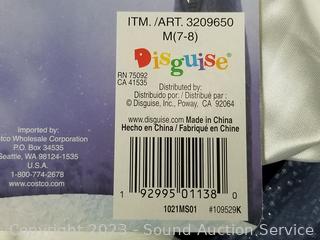 ITM. /ART. 3209650
M(7-8)
Disguise®
RN 75092
CA 41535
Distributed by:
Distribuido por: / Distribué par :
© Disguise, Inc., Poway, CA 92064
www.disguise.com Made in China
Hecho en China / Fabriqué en Chine
1 92995 01138 0
1021MS01 #109529K
Imported by:
Costco Wholesale Corporation
P.O. Box 34535
Seattle, WA 98124-1535
U.S.A.
1-800-774-2678
www.costco.com
Copyright 2023 - Sound Auction Service